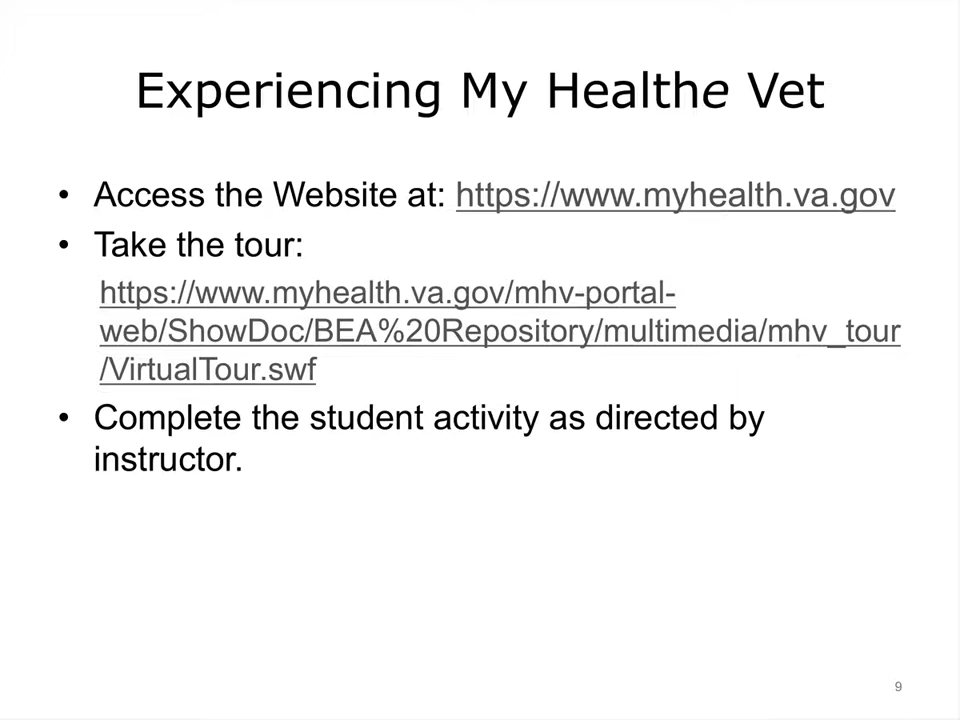 Experiencing My Healthe Vet
• Access the Website at: https://www.myhealth.va.gov
• Take the tour:
https://www.myhealth.va.gov/mhv-portal-
web/ShowDoc/BEA%20Repository/multimedia/mhv_tour
/VirtualTour.swf
• Complete the student activity as directed by
instructor.
9